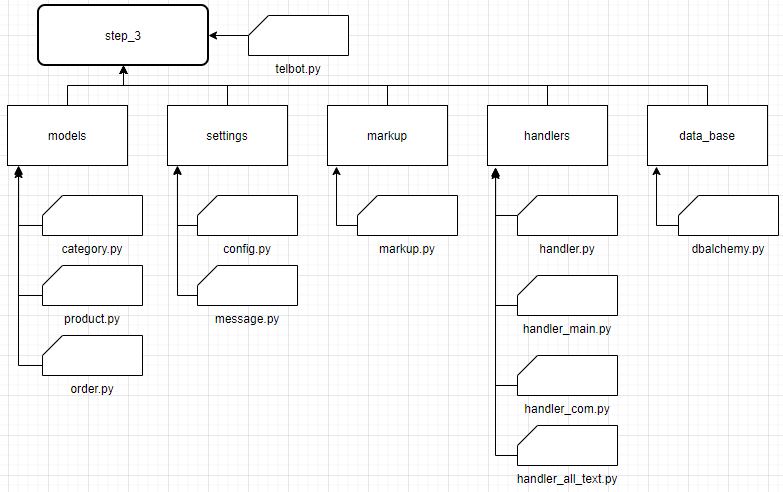 step_3
telbot.py
models
settings
markup
handlers
data_base
category.py
config.py
markup.py
handler.py
dbalchemy.py
product.py
message.py
handler_main.py
order.py
handler_com.py
handler_all_text.py